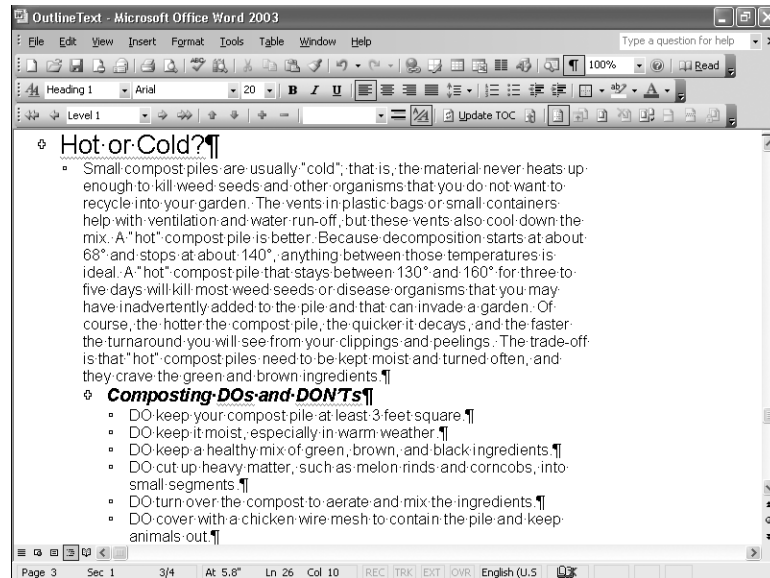 OutlineText - Microsoft Office Word 2003
File Edit View Insert Format Tools Table Window Help Type a question for help
100% Read
Heading 1 Arial 20 B I U
Level 1 Update TOC
Hot or Cold?¶
Small compost piles are usually "cold"; that is, the material never heats up
enough to kill weed seeds and other organisms that you do not want to
recycle into your garden. The vents in plastic bags or small containers
help with ventilation and water run-off, but these vents also cool down the
mix. A "hot" compost pile is better. Because decomposition starts at about
68° and stops at about 140°, anything between those temperatures is
ideal. A "hot" compost pile that stays between 130° and 160° for three to
five days will kill most weed seeds or disease organisms that you may
have inadvertently added to the pile and that can invade a garden. Of
course, the hotter the compost pile, the quicker it decays, and the faster
the turnaround you will see from your clippings and peelings. The trade-off
is that "hot" compost piles need to be kept moist and turned often, and
they crave the green and brown ingredients.¶
Composting DOs and DON'Ts¶
DO keep your compost pile at least 3 feet square.¶
DO keep it moist, especially in warm weather.¶
DO keep a healthy mix of green, brown, and black ingredients.¶
DO cut up heavy matter, such as melon rinds and corncobs, into
small segments.¶
DO turn over the compost to aerate and mix the ingredients.¶
DO cover with a chicken wire mesh to contain the pile and keep
animals out.¶
Page 3 Sec 1 3/4 At 5.8" Ln 26 Col 10 REC TRK EXT OVR English (U.S